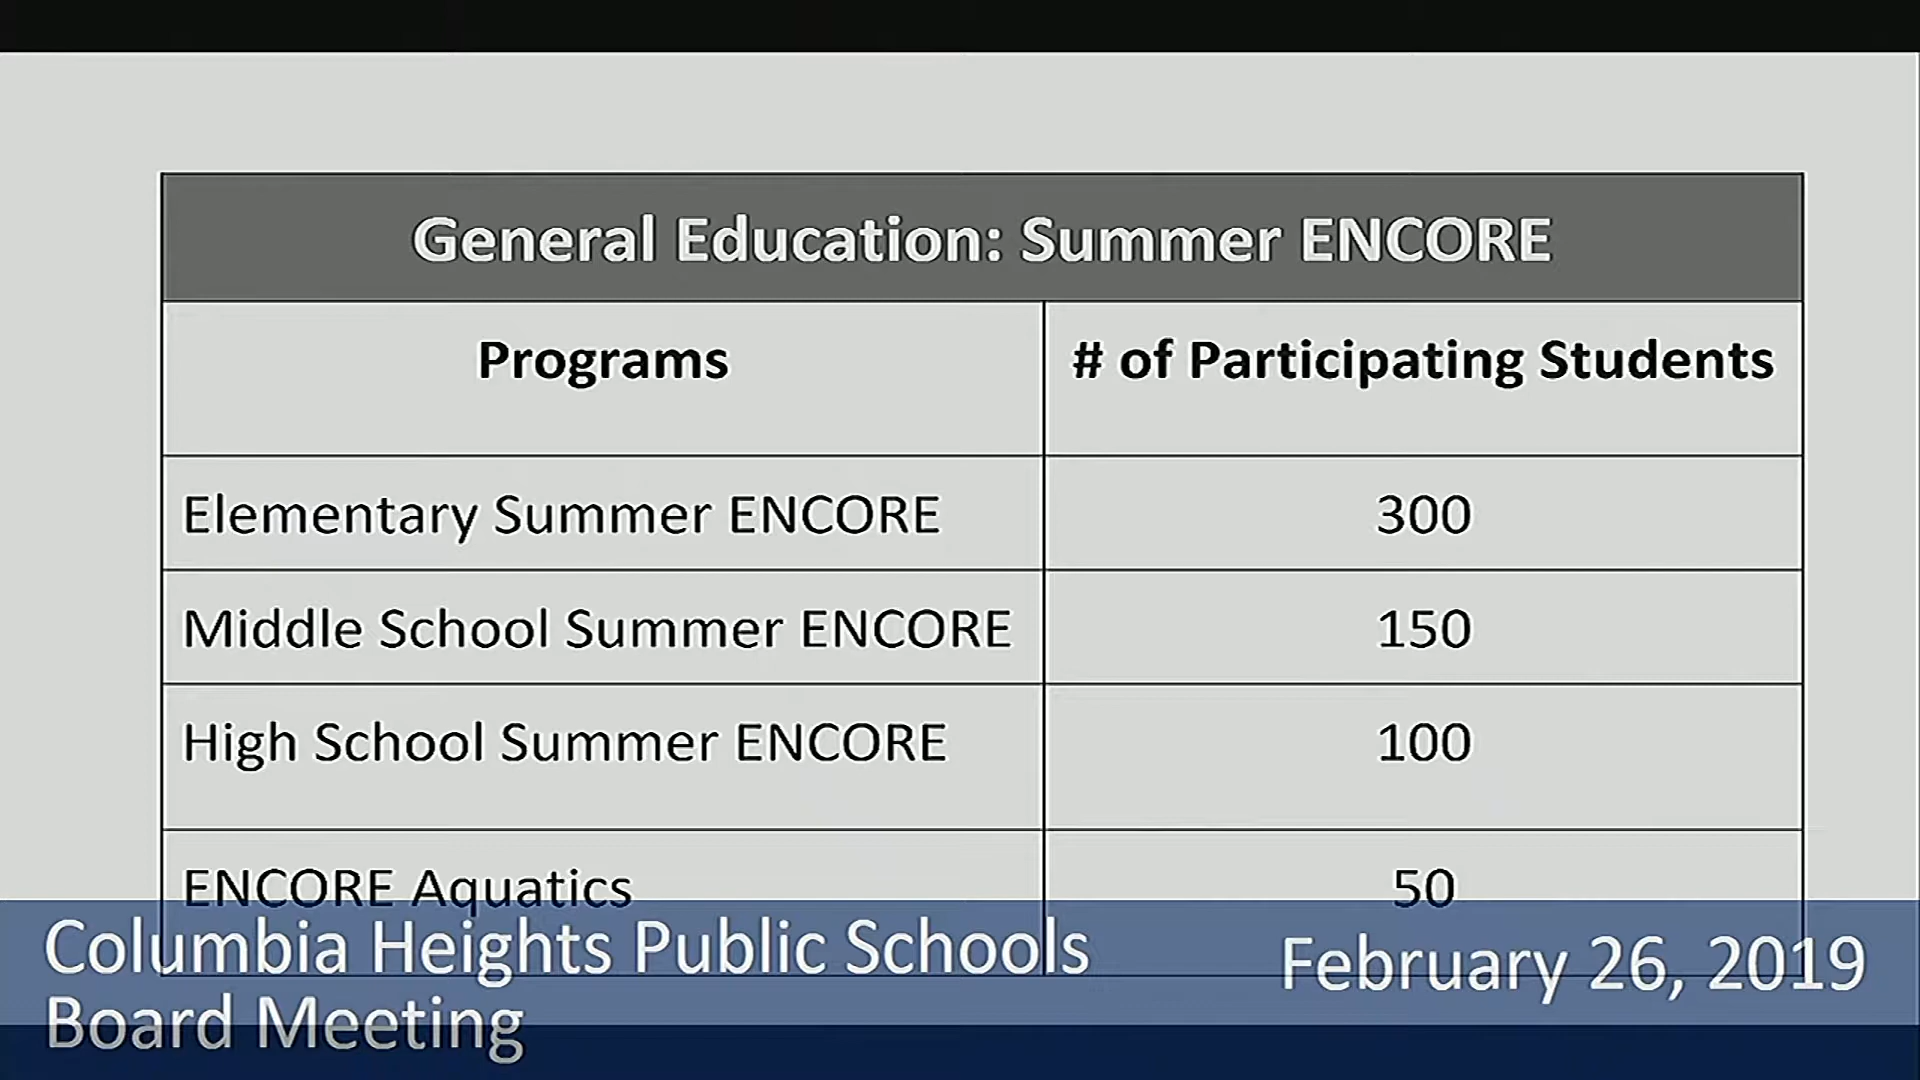 General Education: Summer ENCORE
Programs
# of Participating Students
Elementary Summer ENCORE
300
Middle School Summer ENCORE
150
High School Summer ENCORE
100
ENCORE Aquatics
50
Columbia Heights Public Schools
Board Meeting
February 26, 2019